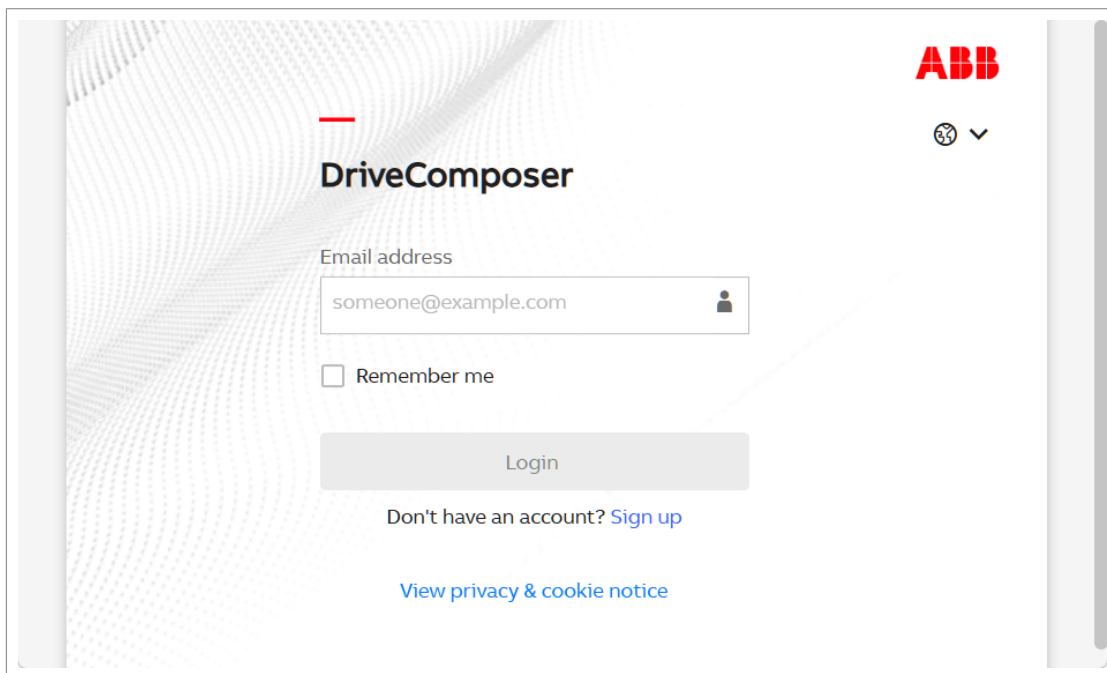 ABB
DriveComposer
Email address
someone@example.com
Remember me
Login
Don't have an account? Sign up
View privacy & cookie notice